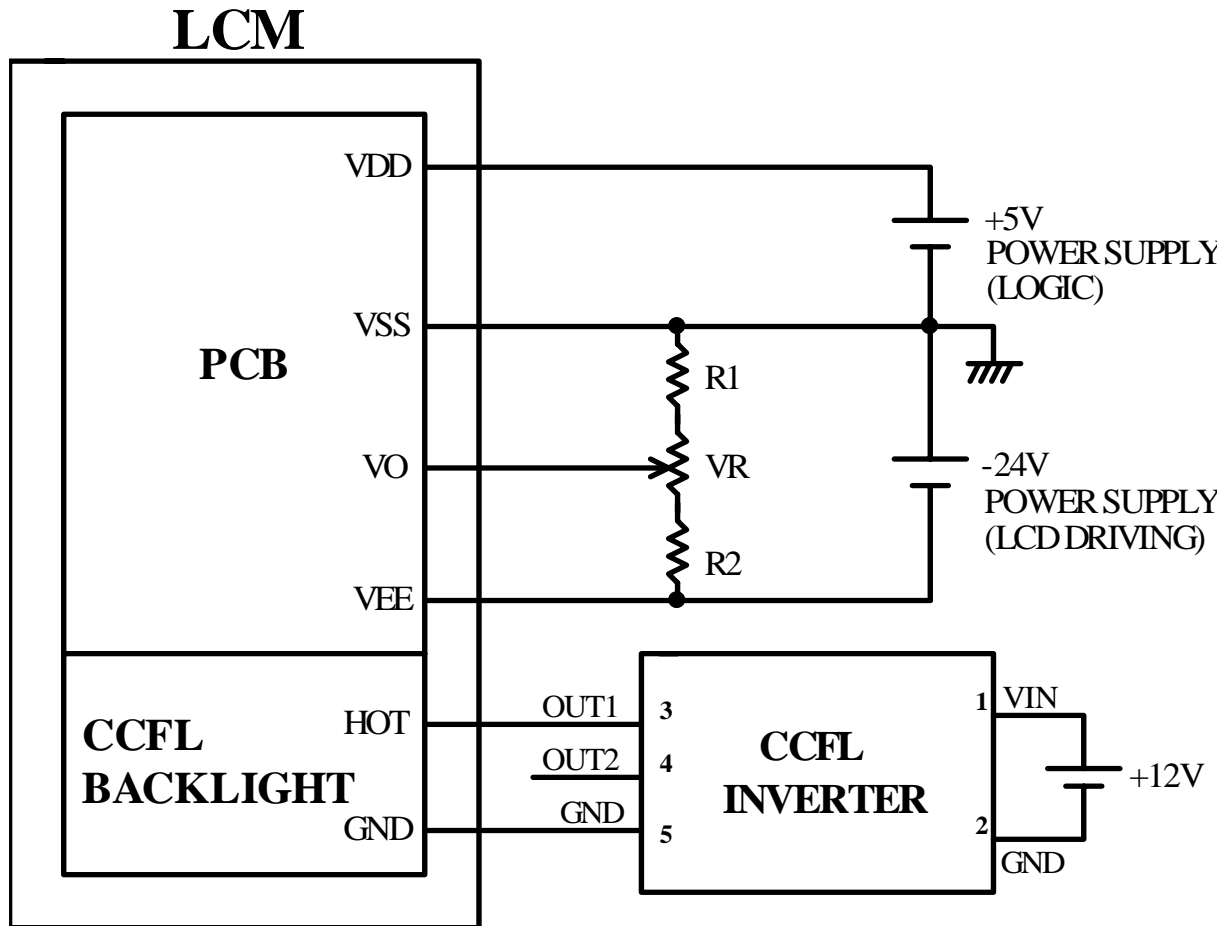 LCM
VDD
+5V
POWER SUPPLY
(LOGIC)
VSS
PCB
R1
VO
VR
-24V
POWER SUPPLY
(LCD DRIVING)
R2
VEE
CCFL
BACKLIGHT
HOT
GND
OUT1
OUT2
GND
3
4
5
CCFL
INVERTER
1
2
VIN
+12V
GND